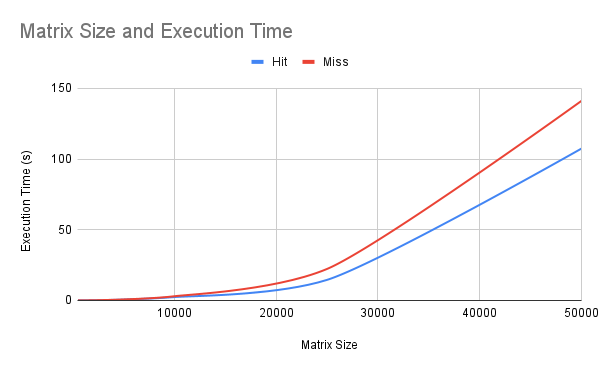 Matrix Size and Execution Time
Hit Miss
Execution Time (s)
150
100
50
0
10000 20000 30000 40000 50000
Matrix Size